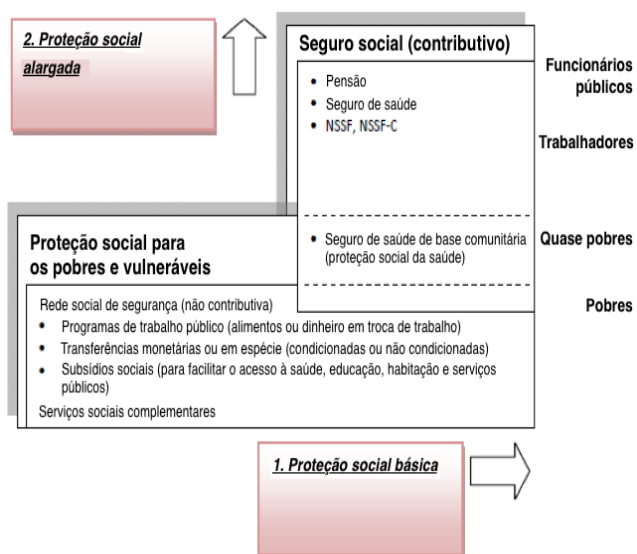 2. Proteção social
alargada
Seguro social (contributivo)
• Pensão
• Seguro de saúde
• NSSF, NSSF-C
Funcionários
públicos
Trabalhadores
• Seguro de saúde de base comunitária
(proteção social da saúde)
Quase pobres
Pobres
Proteção social para
os pobres e vulneráveis
Rede social de segurança (não contributiva)
• Programas de trabalho público (alimentos ou dinheiro em troca de trabalho)
• Transferências monetárias ou em espécie (condicionadas ou não condicionadas)
• Subsídios sociais (para facilitar o acesso à saúde, educação, habitação e serviços
públicos)
Serviços sociais complementares
1. Proteção social básica